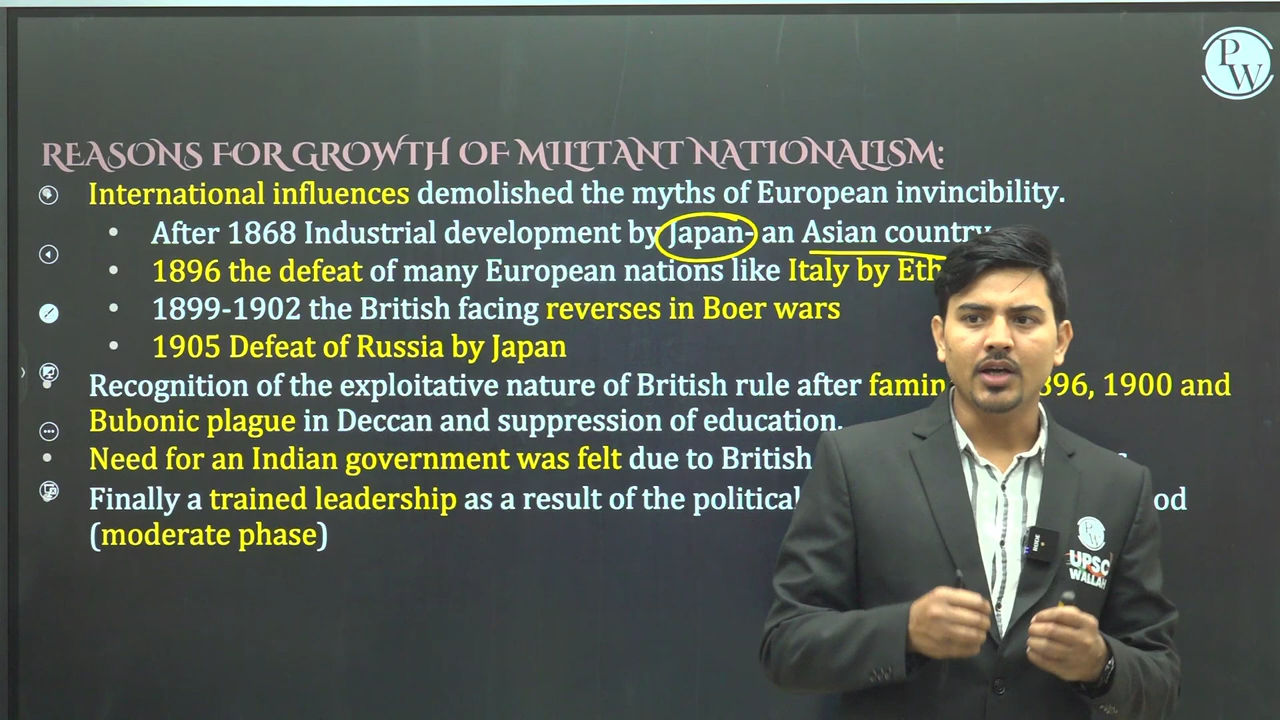 PW
REASONS FOR GROWTH OF MILITANT NATIONALISM:
International influences demolished the myths of European invincibility.
• After 1868 Industrial development by Japan- an Asian country
• 1896 the defeat of many European nations like Italy by Eth
• 1899-1902 the British facing reverses in Boer wars
• 1905 Defeat of Russia by Japan
Recognition of the exploitative nature of British rule after 1900 and
Bubonic plague in Deccan and suppression of education.
• Need for an Indian government was felt due to British
Finally a trained leadership as a result of the political
(moderate phase)
RODE
PW
UPSC
WALLAH